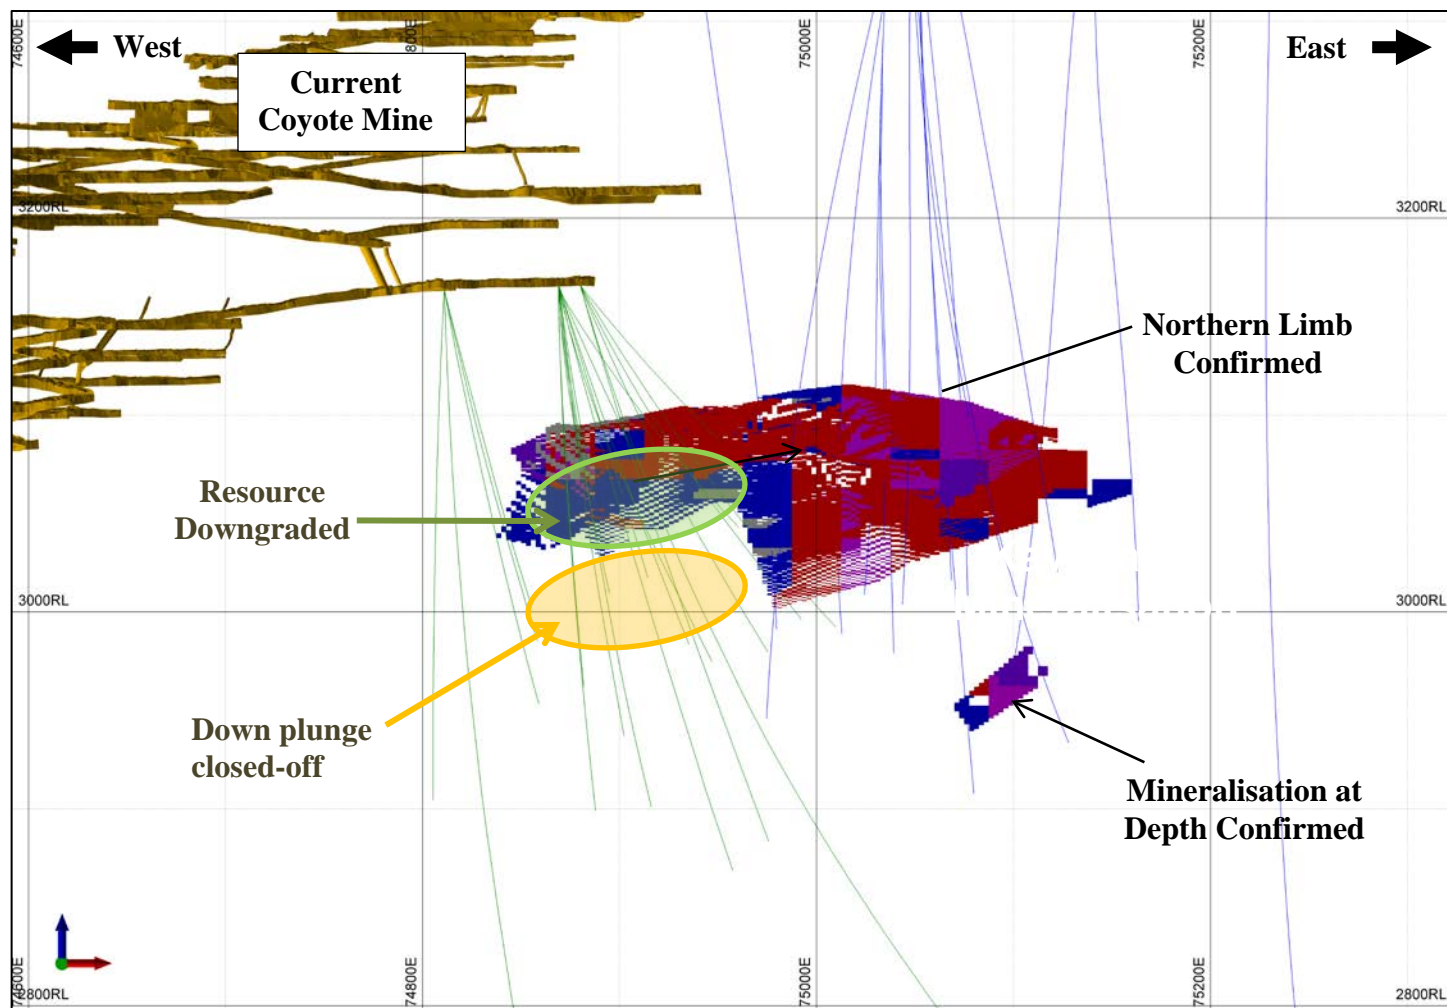 74600E
West
Current
Coyote Mine
800E
75000E
75200E
East
3200RL
3200RL
Northern Limb
Confirmed
Resource
Downgraded
3000RL
3000RL
Down plunge
closed-off
Mineralisation at
Depth Confirmed
74600E
74800E
75000E
75200E
2800RL
2800RL